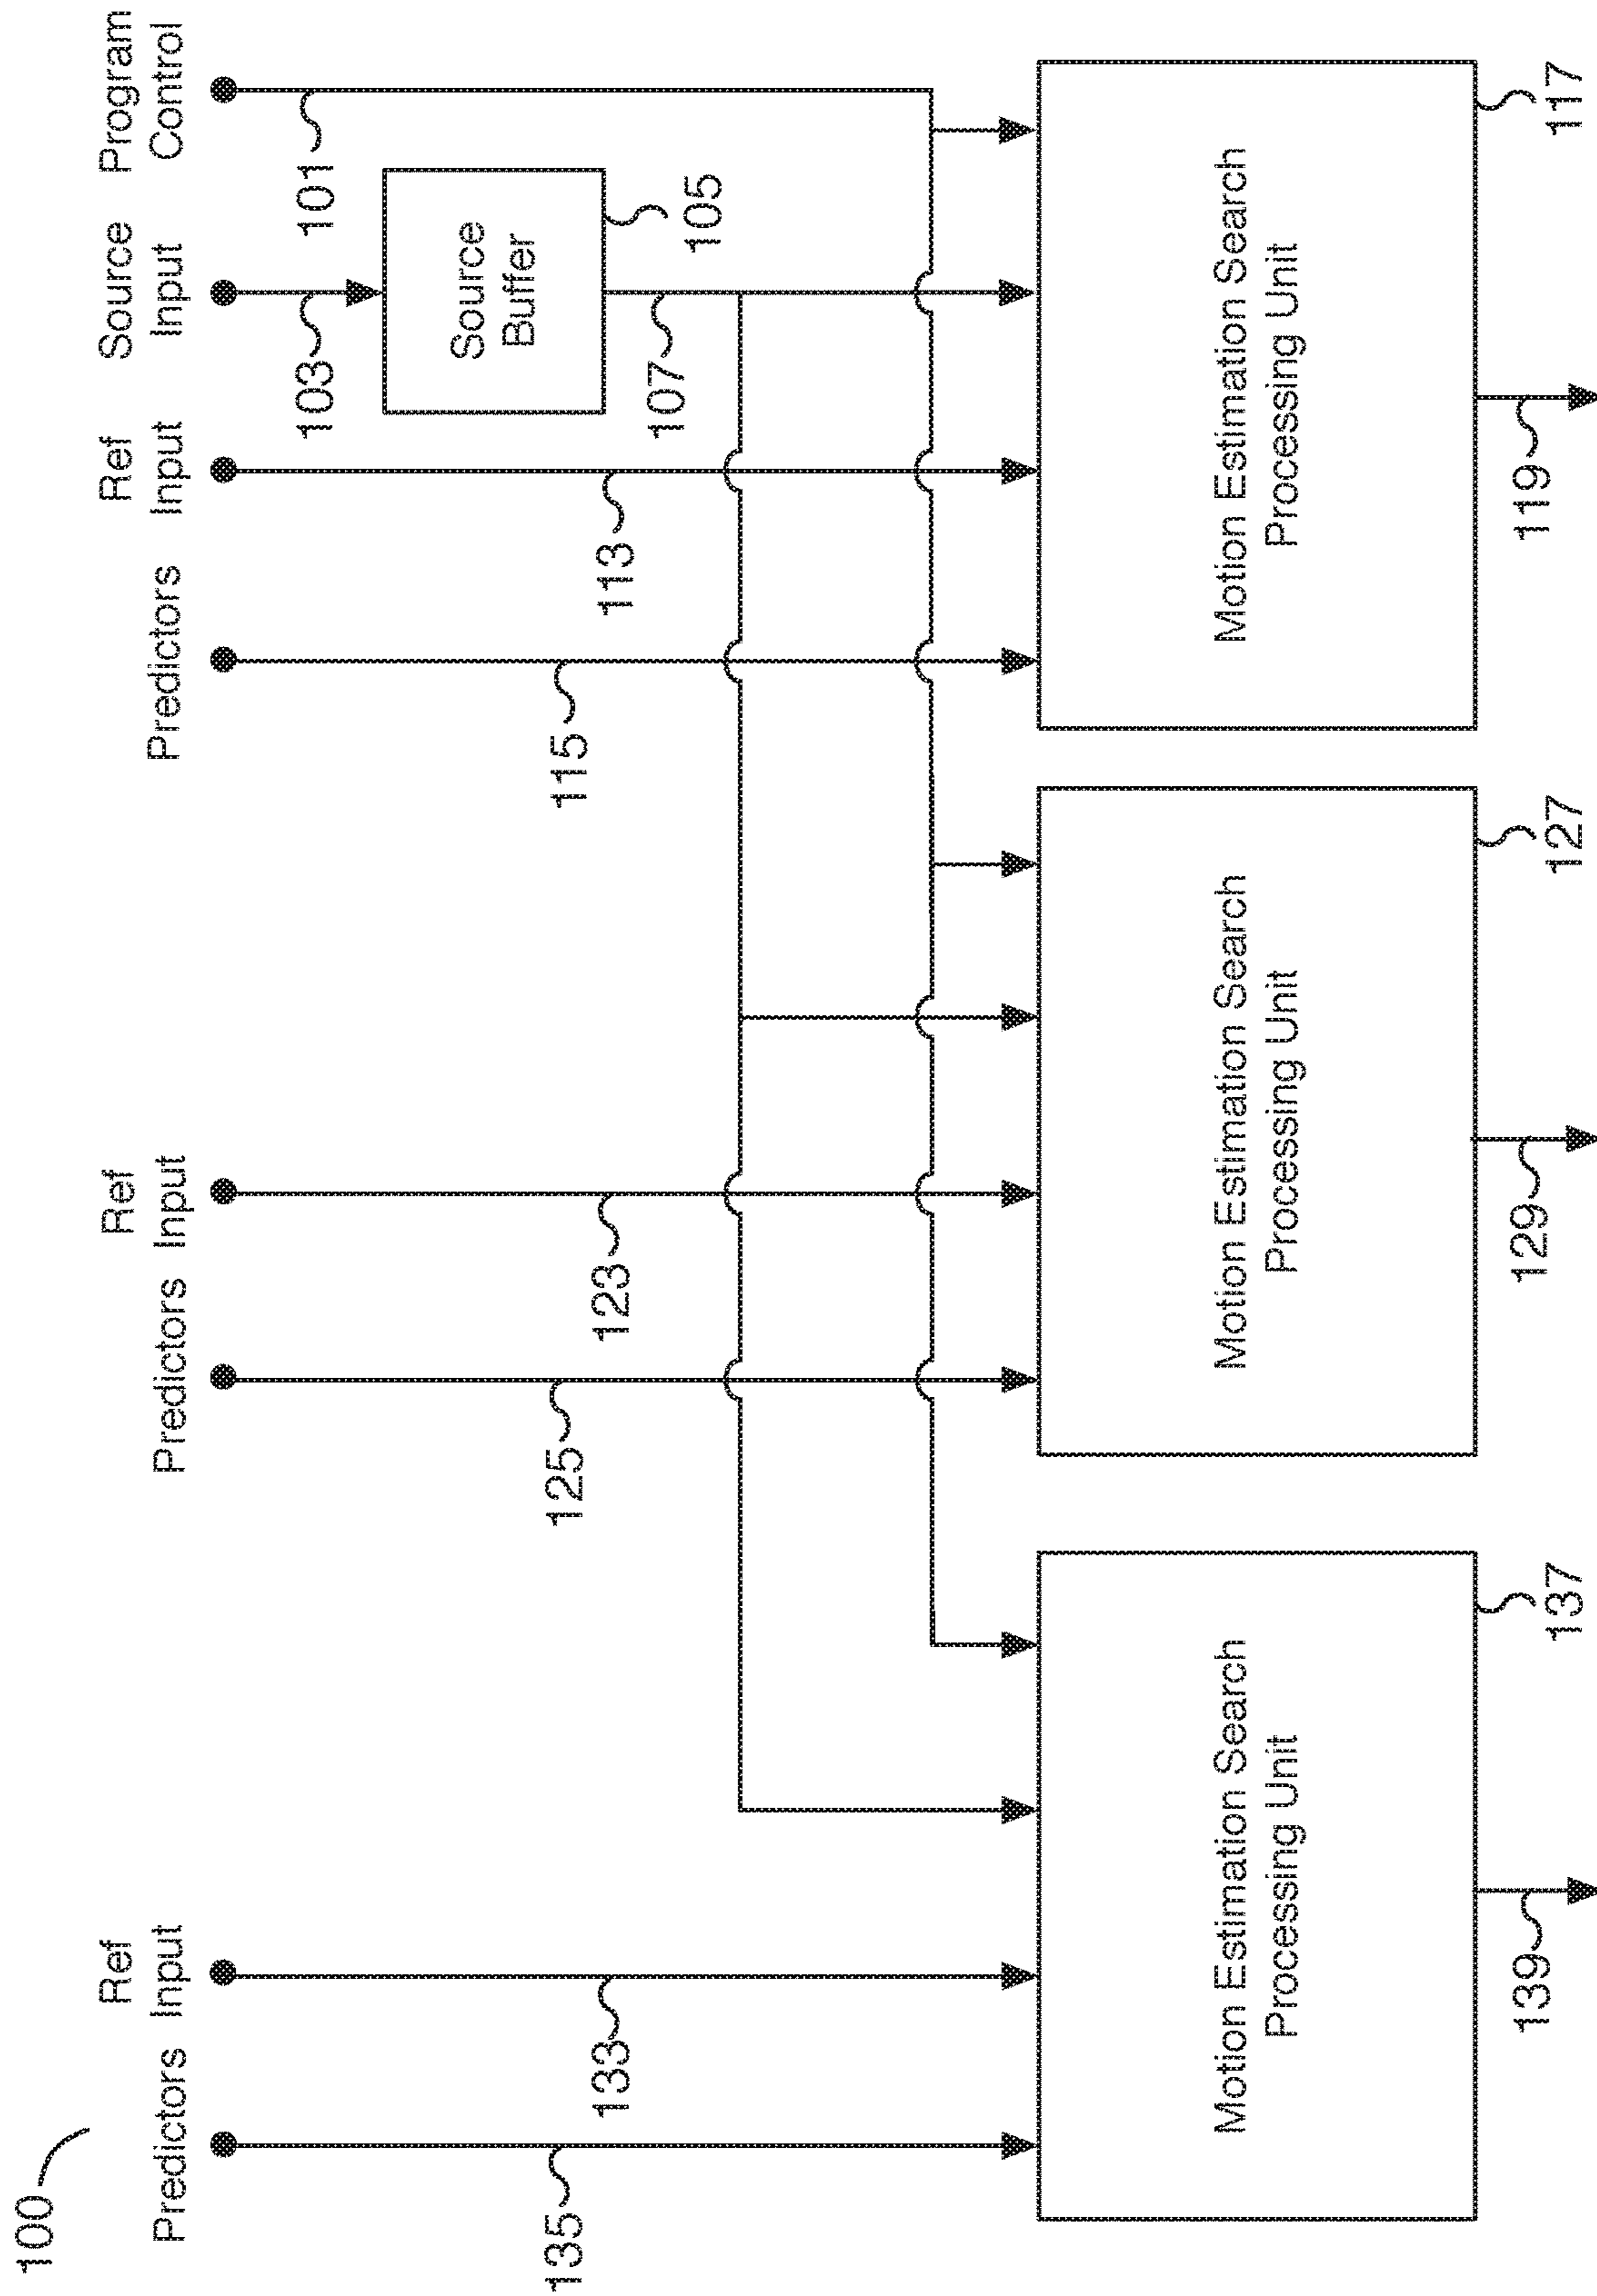 100
Predictors
Ref
Input
Predictors
Ref
Input
Predictors
Ref
Input
Source
Input
Program
Control
135
133
125
123
115
113
103
101
Source
Buffer
105
107
Motion Estimation Search
Processing Unit
137
139
Motion Estimation Search
Processing Unit
127
129
Motion Estimation Search
Processing Unit
117
119